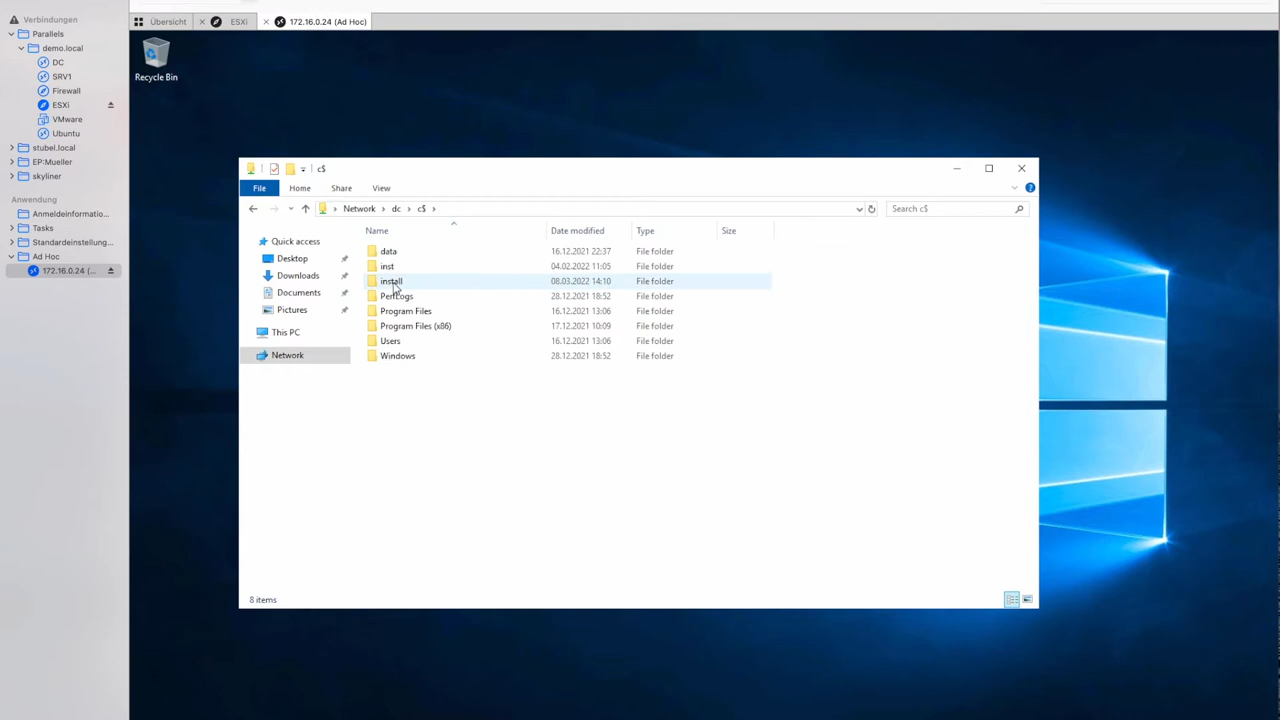 Verbindungen
Parallels
demo.local
DC
SRV1
Firewall
ESXi
VMware
Ubuntu
stubel.local
EP:Mueller
skyliner
Anwendung
Anmeldeinformatio...
Tasks
Standardeinstellung...
Ad Hoc
172.16.0.24 (...
Übersicht
ESXi
172.16.0.24 (Ad Hoc)
Recycle Bin
c$
File Home Share View
Network dc c$
Search c$
Quick access
Desktop
Downloads
Documents
Pictures
This PC
Network
Name Date modified Type Size
data 16.12.2021 22:37 File folder
inst 04.02.2022 11:05 File folder
install 08.03.2022 14:10 File folder
PerfLogs 28.12.2021 18:52 File folder
Program Files 16.12.2021 13:06 File folder
Program Files (x86) 17.12.2021 10:09 File folder
Users 16.12.2021 13:06 File folder
Windows 28.12.2021 18:52 File folder
8 items